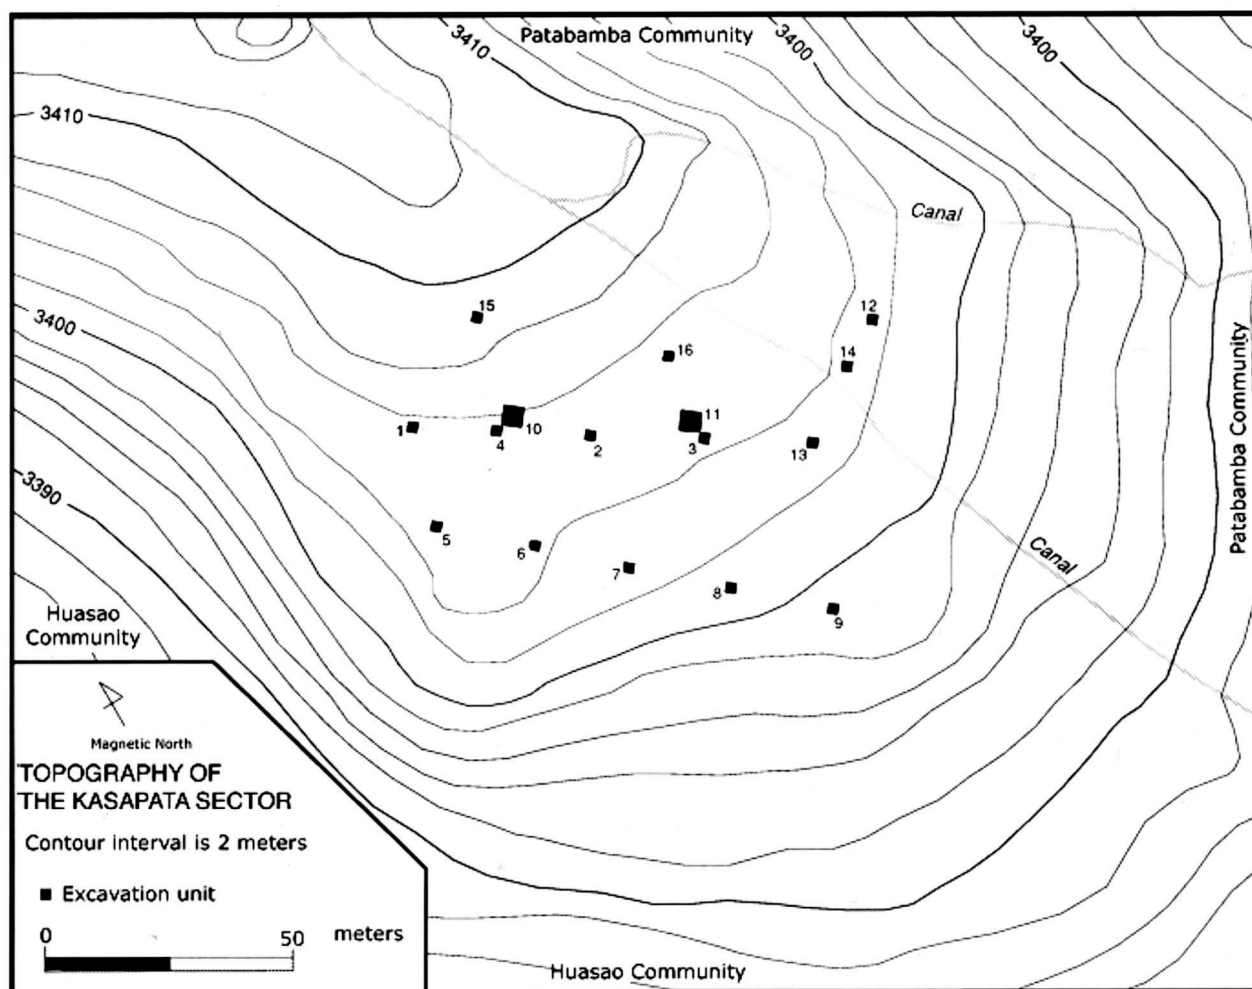 3410
Patabamba Community
3400
3400
3410
Canal
15
12
3400
16
14
11
1
4
10
2
3
13
3390
5
6
7
8
9
Canal
Patabamba Community
Huasao
Community
Magnetic North
TOPOGRAPHY OF
THE KASAPATA SECTOR
Contour interval is 2 meters
Excavation unit
0 50 meters
Huasao Community